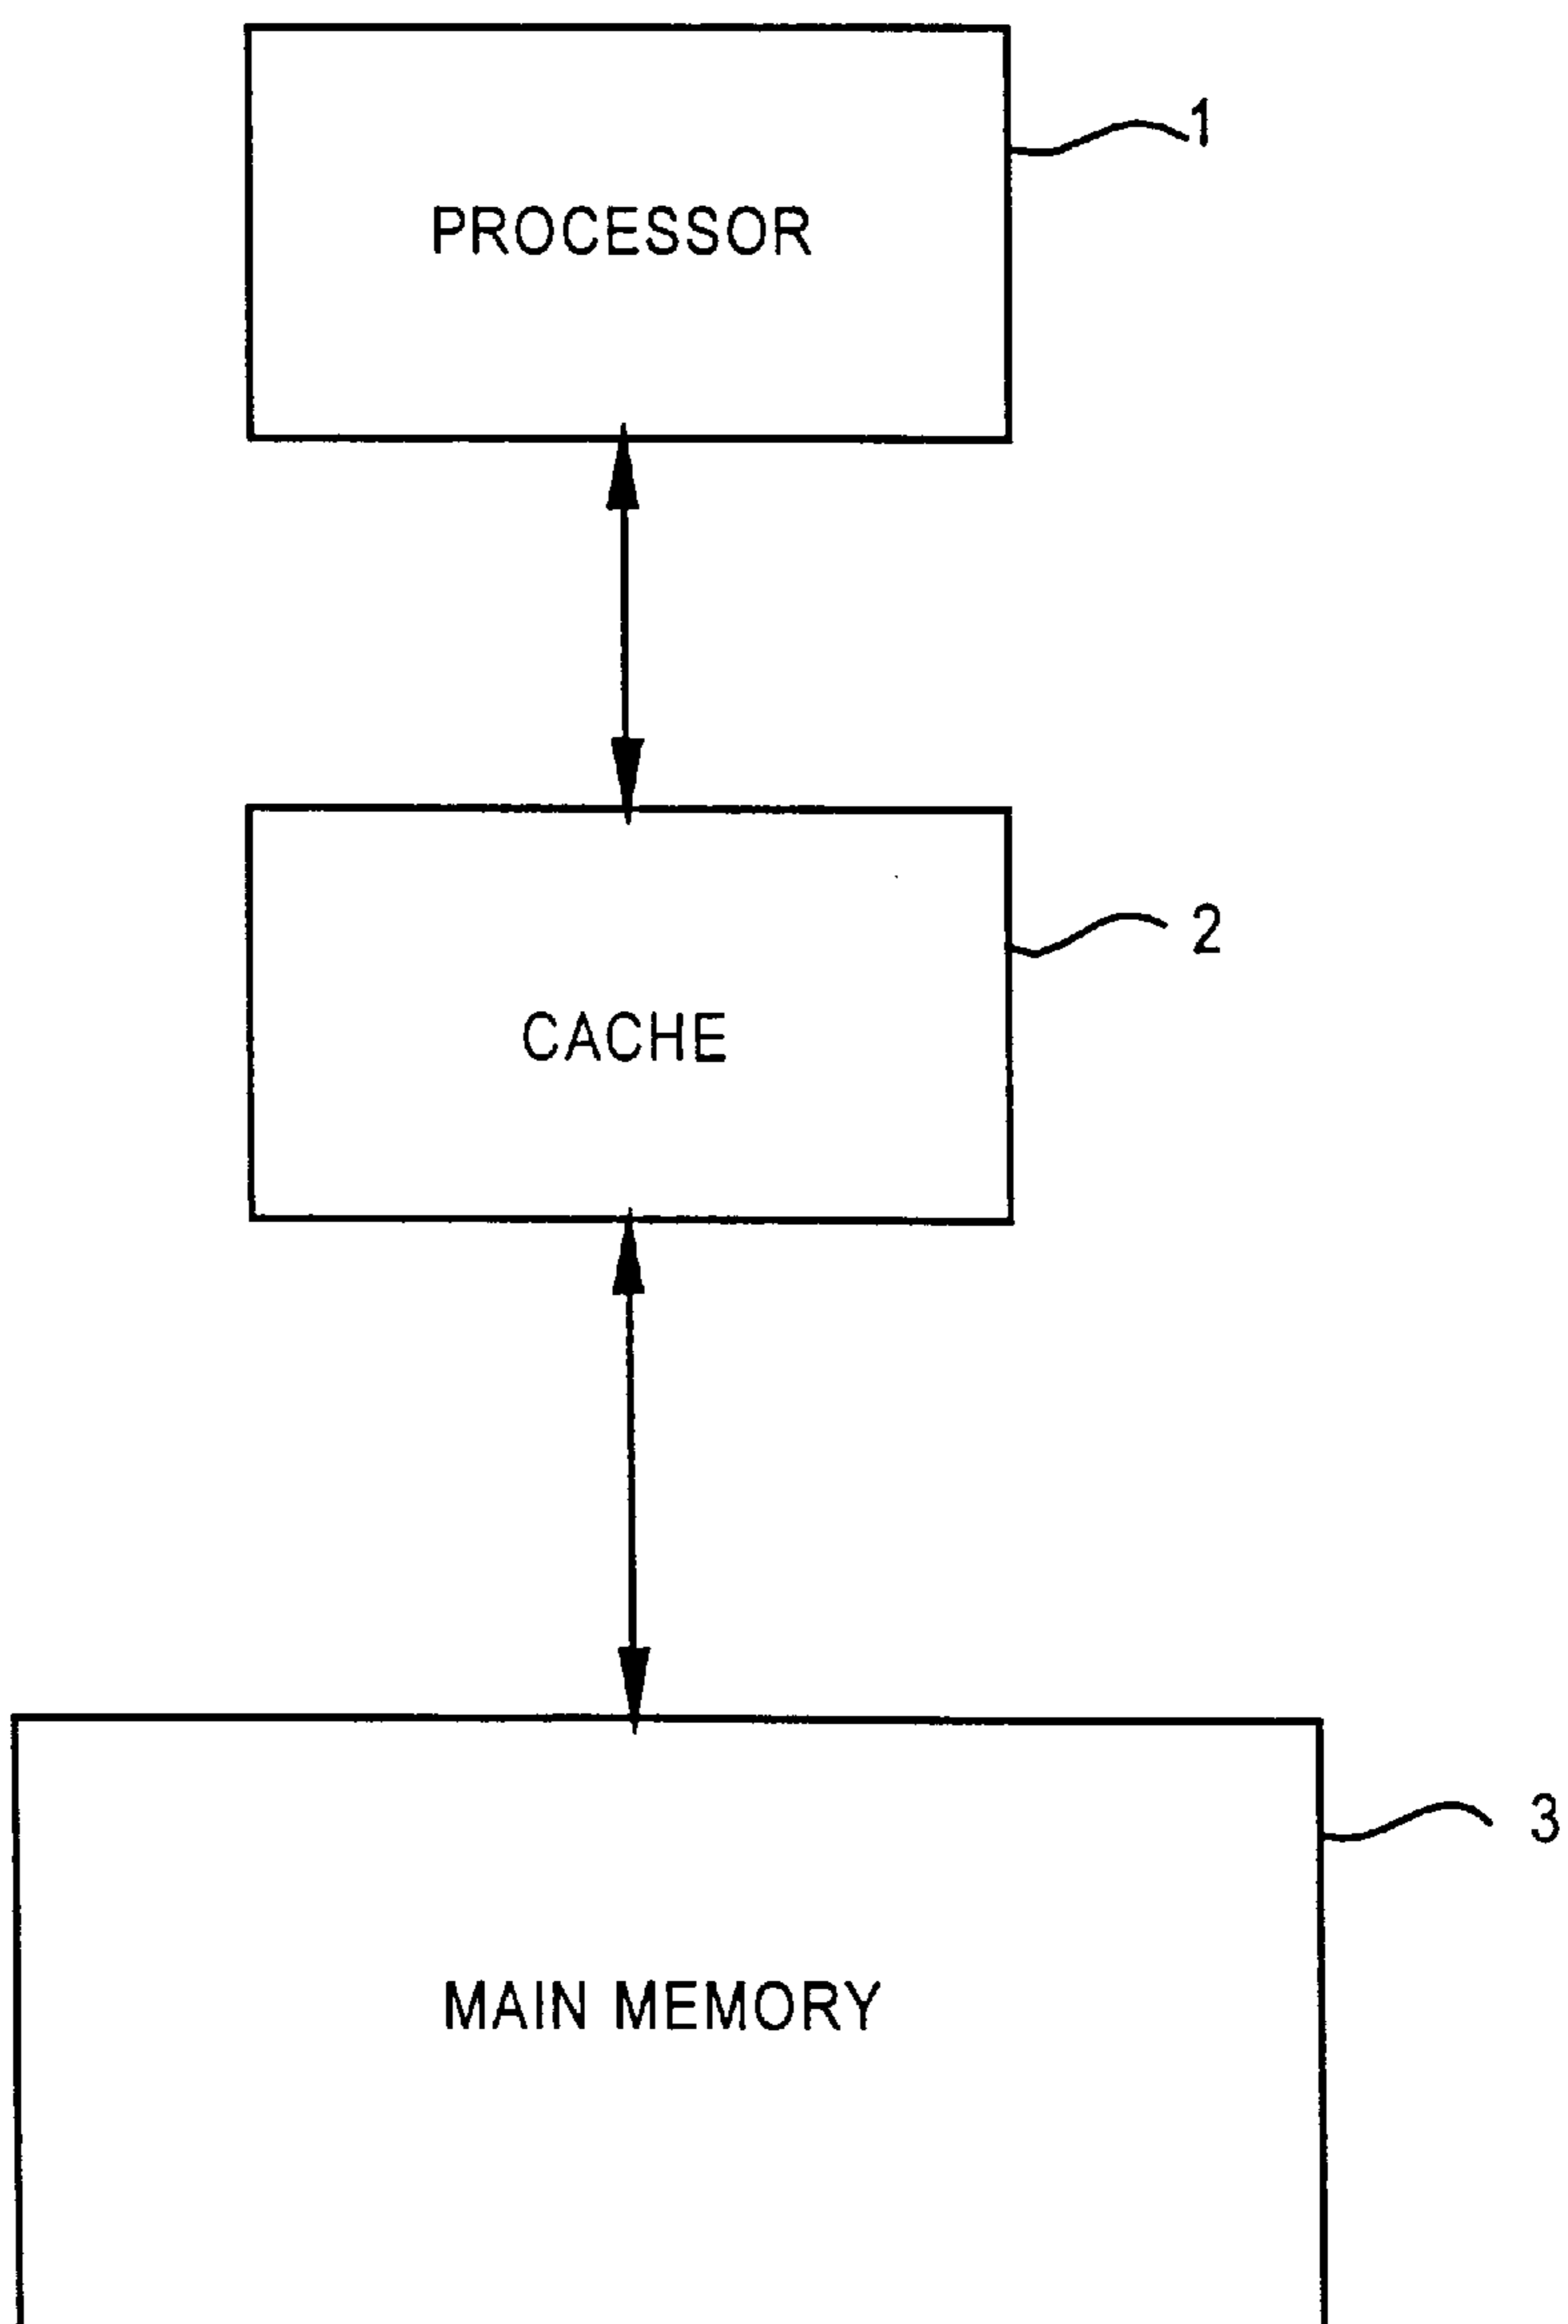 1
PROCESSOR
2
CACHE
3
MAIN MEMORY